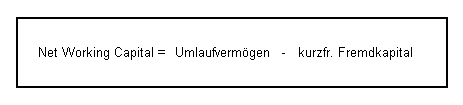 Net Working Capital = Umlaufvermögen - kurzfr. Fremdkapital